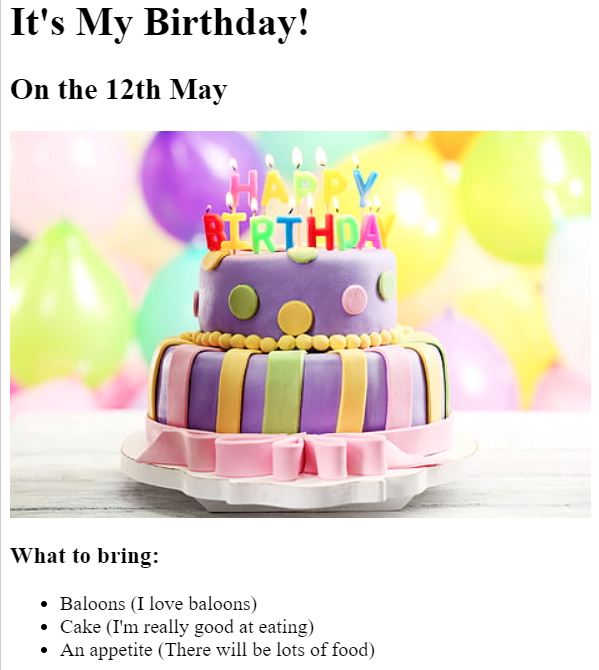 It's My Birthday!
On the 12th May
HAPPY
BIRTHDAY
What to bring:
Baloons (I love baloons)
Cake (I'm really good at eating)
An appetite (There will be lots of food)